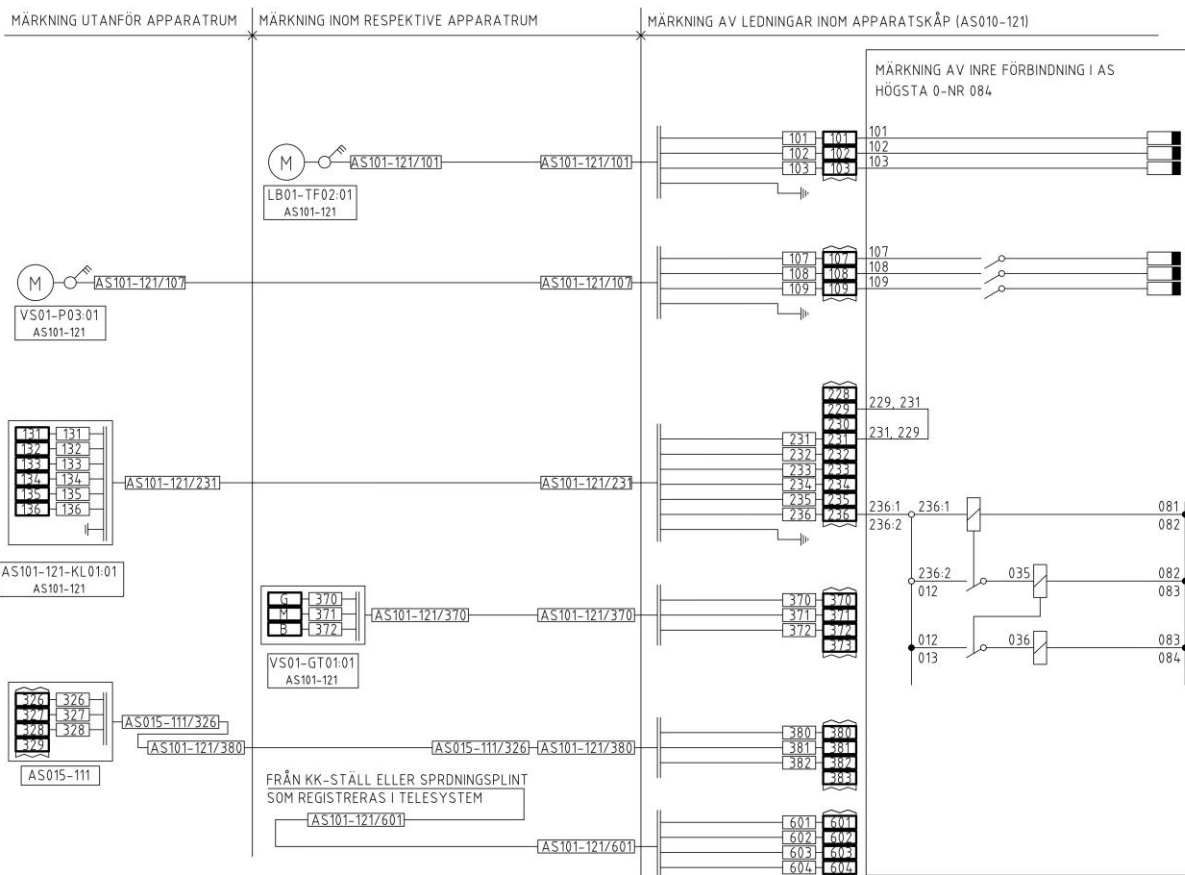 MÄRKNING UTANFÖR APPARATRUM
MÄRKNING INOM RESPEKTIVE APPARATRUM
MÄRKNING AV LEDNINGAR INOM APPARATSKÅP (AS010-121)
MÄRKNING AV INRE FÖRBINDNING I AS
HÖGSTA 0-NR 084
M
AS101-121/101
AS101-121/101
LB01-TF02:01
AS101-121
101 101 101
102 102 102
103 103 103
M
AS101-121/107
AS101-121/107
VS01-P03:01
AS101-121
107 107 107
108 108 108
109 109 109
131 131
132 132
133 133
134 134
135 135
136 136
AS101-121/231
AS101-121/231
AS101-121-KL01:01
AS101-121
228
229 229, 231
230
231 231 231, 229
232 232
233 233
234 234
235 235
236 236 236:1 236:1 081
236:2 082
236:2 035 082
012 083
012 036 083
013 084
G 370
M 371
B 372
AS101-121/370
AS101-121/370
VS01-GT01:01
AS101-121
370 370
371 371
372 372
373
326 326
327 327
328 328
329
AS015-111/326
AS101-121/380
AS015-111/326
AS101-121/380
AS015-111
380 380
381 381
382 382
383
FRÅN KK-STÄLL ELLER SPRDNINGSPLINT
SOM REGISTRERAS I TELESYSTEM
AS101-121/601
AS101-121/601
601 601
602 602
603 603
604 604